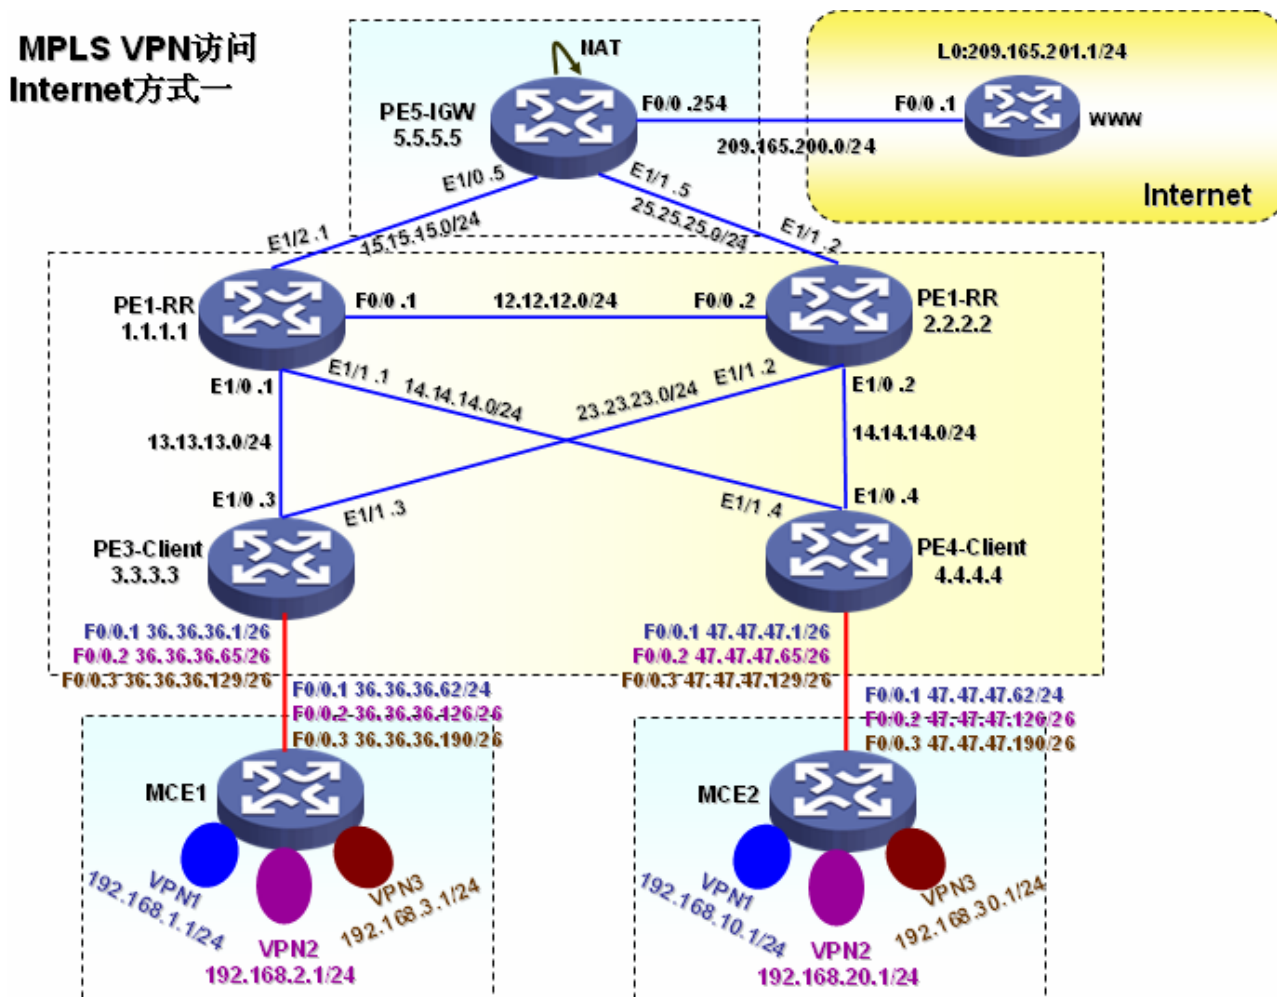 MPLS VPN访问
Internet方式一
NAT
PE5-IGW
5.5.5.5
F0/0 .254
209.165.200.0/24
L0:209.165.201.1/24
F0/0 .1
WWW
Internet
E1/0 .5
15.15.15.0/24
E1/2 .1
E1/1 .5
25.25.25.0/24
E1/1 .2
PE1-RR
1.1.1.1
F0/0 .1
12.12.12.0/24
F0/0 .2
PE1-RR
2.2.2.2
E1/0 .1
E1/1 .1
14.14.14.0/24
23.23.23.0/24
E1/1 .2
E1/0 .2
13.13.13.0/24
14.14.14.0/24
E1/0 .3
E1/1 .3
E1/1 .4
E1/0 .4
PE3-Client
3.3.3.3
PE4-Client
4.4.4.4
F0/0.1 36.36.36.1/26
F0/0.2 36.36.36.65/26
F0/0.3 36.36.36.129/26
F0/0.1 47.47.47.1/26
F0/0.2 47.47.47.65/26
F0/0.3 47.47.47.129/26
F0/0.1 36.36.36.62/24
F0/0.2 36.36.36.126/26
F0/0.3 36.36.36.190/26
F0/0.1 47.47.47.62/24
F0/0.2 47.47.47.126/26
F0/0.3 47.47.47.190/26
MCE1
VPN1
192.168.1.1/24
VPN2
192.168.2.1/24
VPN3
192.168.3.1/24
MCE2
VPN1
192.168.10.1/24
VPN2
192.168.20.1/24
VPN3
192.168.30.1/24